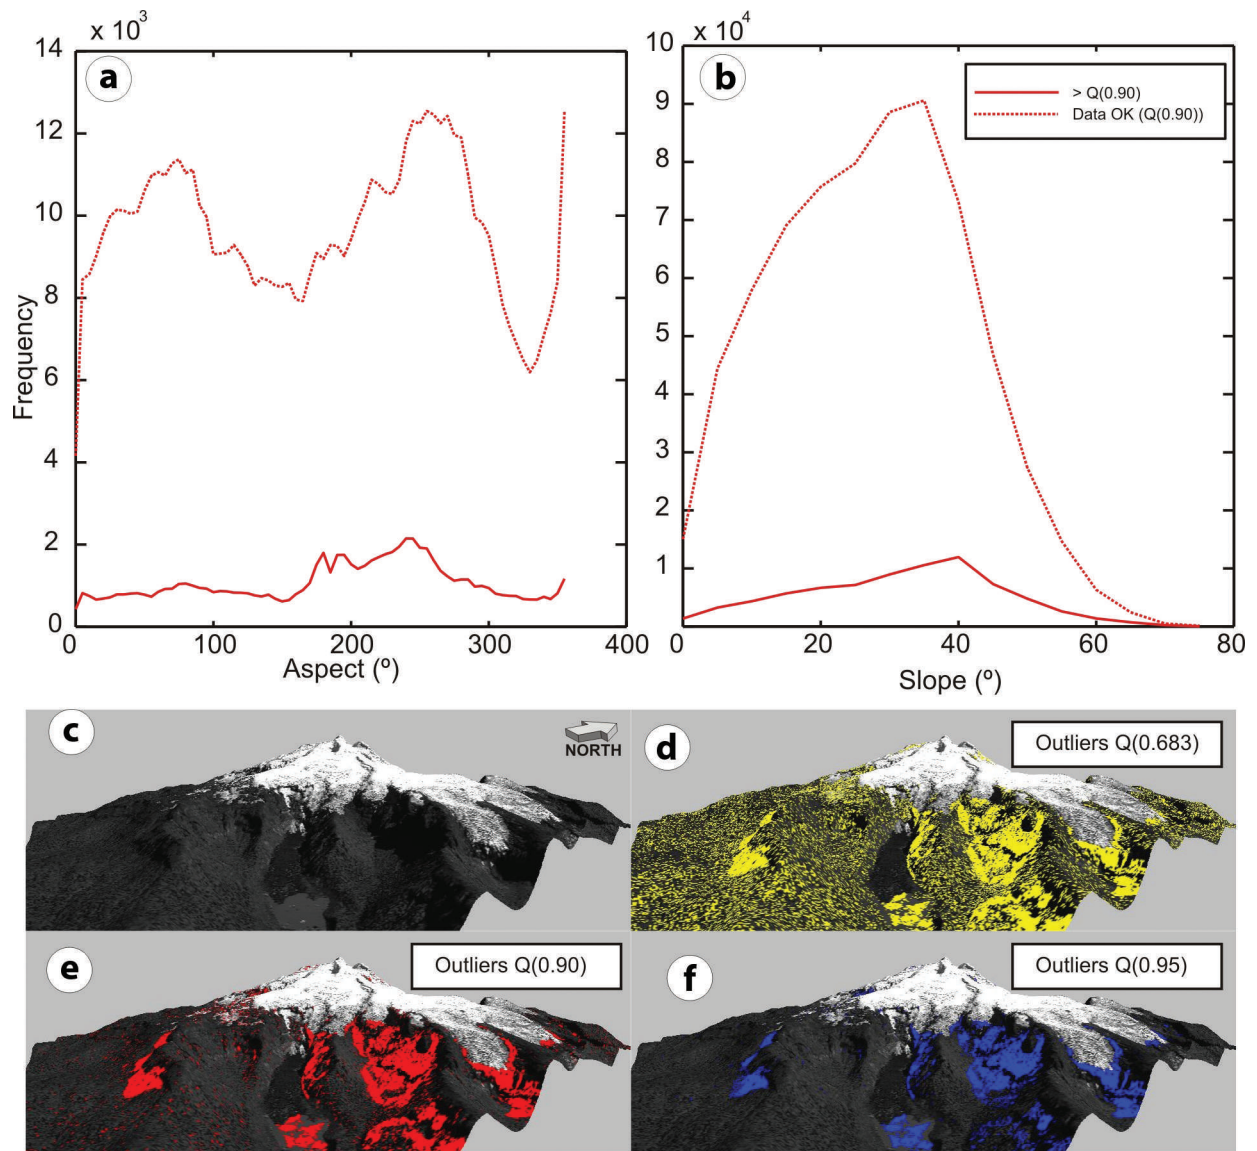 x 10³
14
12
10
8
6
4
2
0
Frequency
a
0
100
200
300
400
Aspect (º)
x 10⁴
10
9
8
7
6
5
4
3
2
1
b
> Q(0.90)
Data OK (Q(0.90))
0
20
40
60
80
Slope (º)
c
NORTH
d
Outliers Q(0.683)
e
Outliers Q(0.90)
f
Outliers Q(0.95)